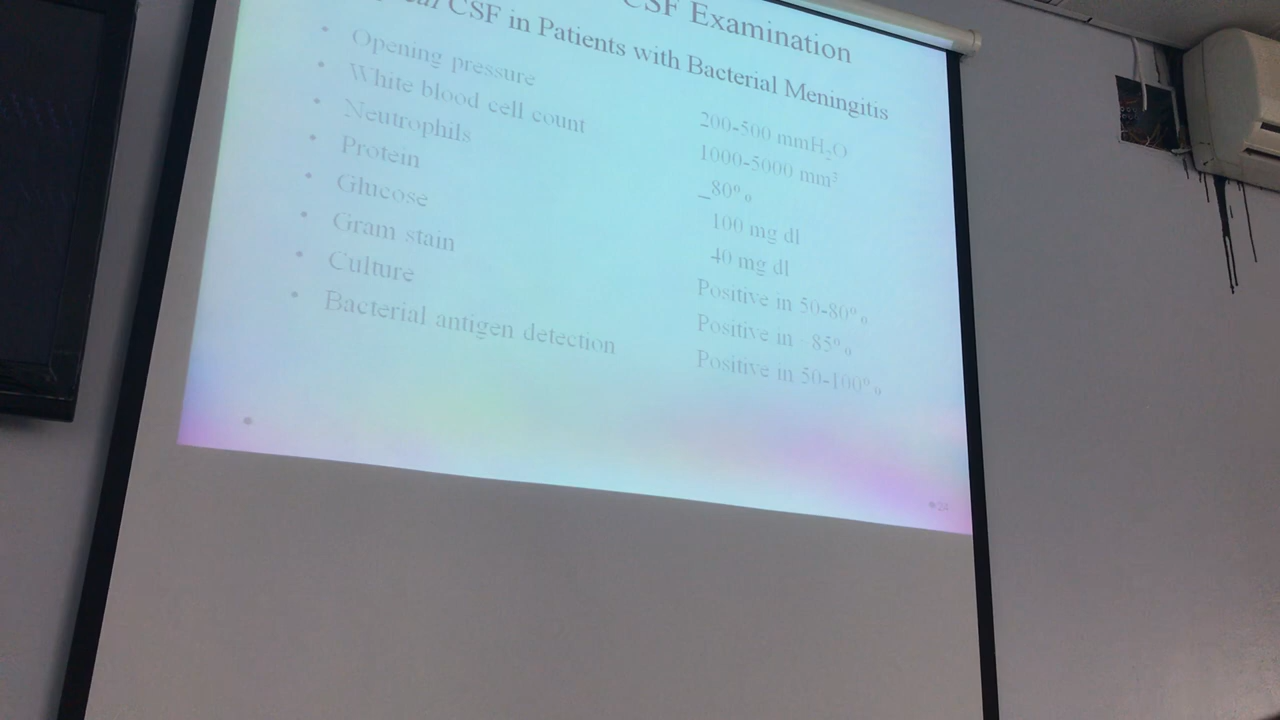 CSF Examination
CSF in Patients with Bacterial Meningitis
• Opening pressure 200-500 mmH₂O
• White blood cell count 1000-5000 mm³
• Neutrophils 80%
• Protein 100 mg dl
• Glucose 40 mg dl
• Gram stain Positive in 50-80%
• Culture Positive in 85%
• Bacterial antigen detection Positive in 50-100%
24